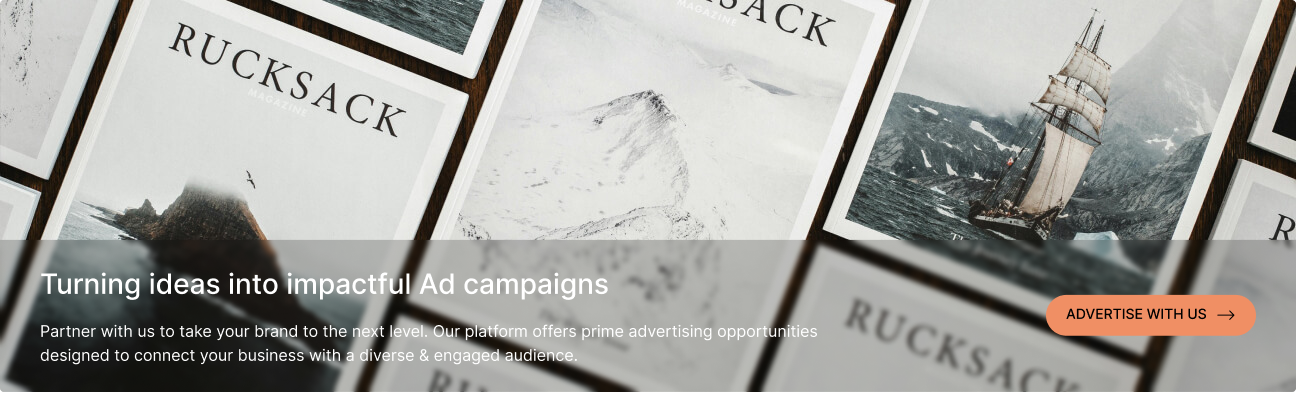 RUCKSACK
MAGAZINE
SACK
MAGAZINE
R
Turning ideas into impactful Ad campaigns
Partner with us to take your brand to the next level. Our platform offers prime advertising opportunities
designed to connect your business with a diverse & engaged audience.
ADVERTISE WITH US →
RUCKSACK